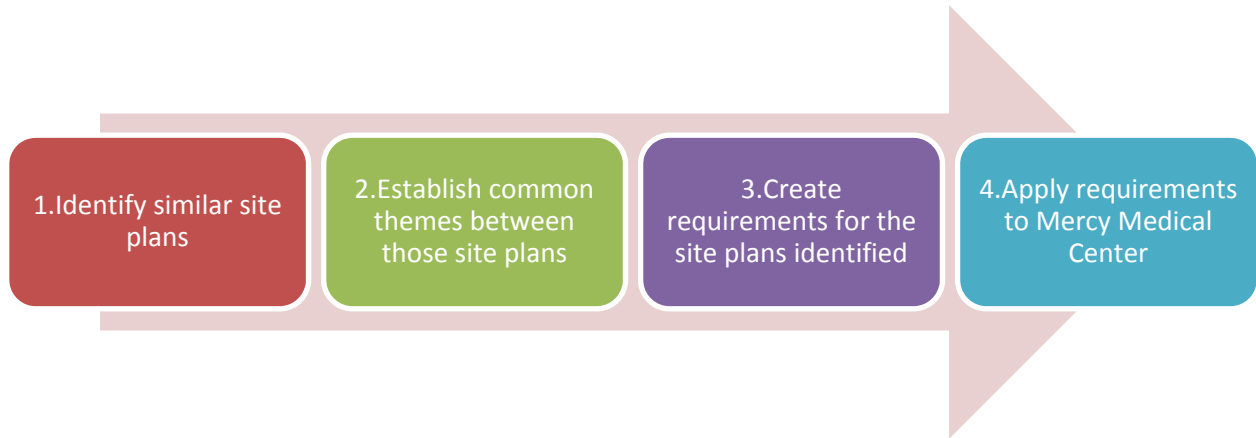 1.Identify similar site
plans
2.Establish common
themes between
those site plans
3.Create
requirements for the
site plans identified
4.Apply requirements
to Mercy Medical
Center